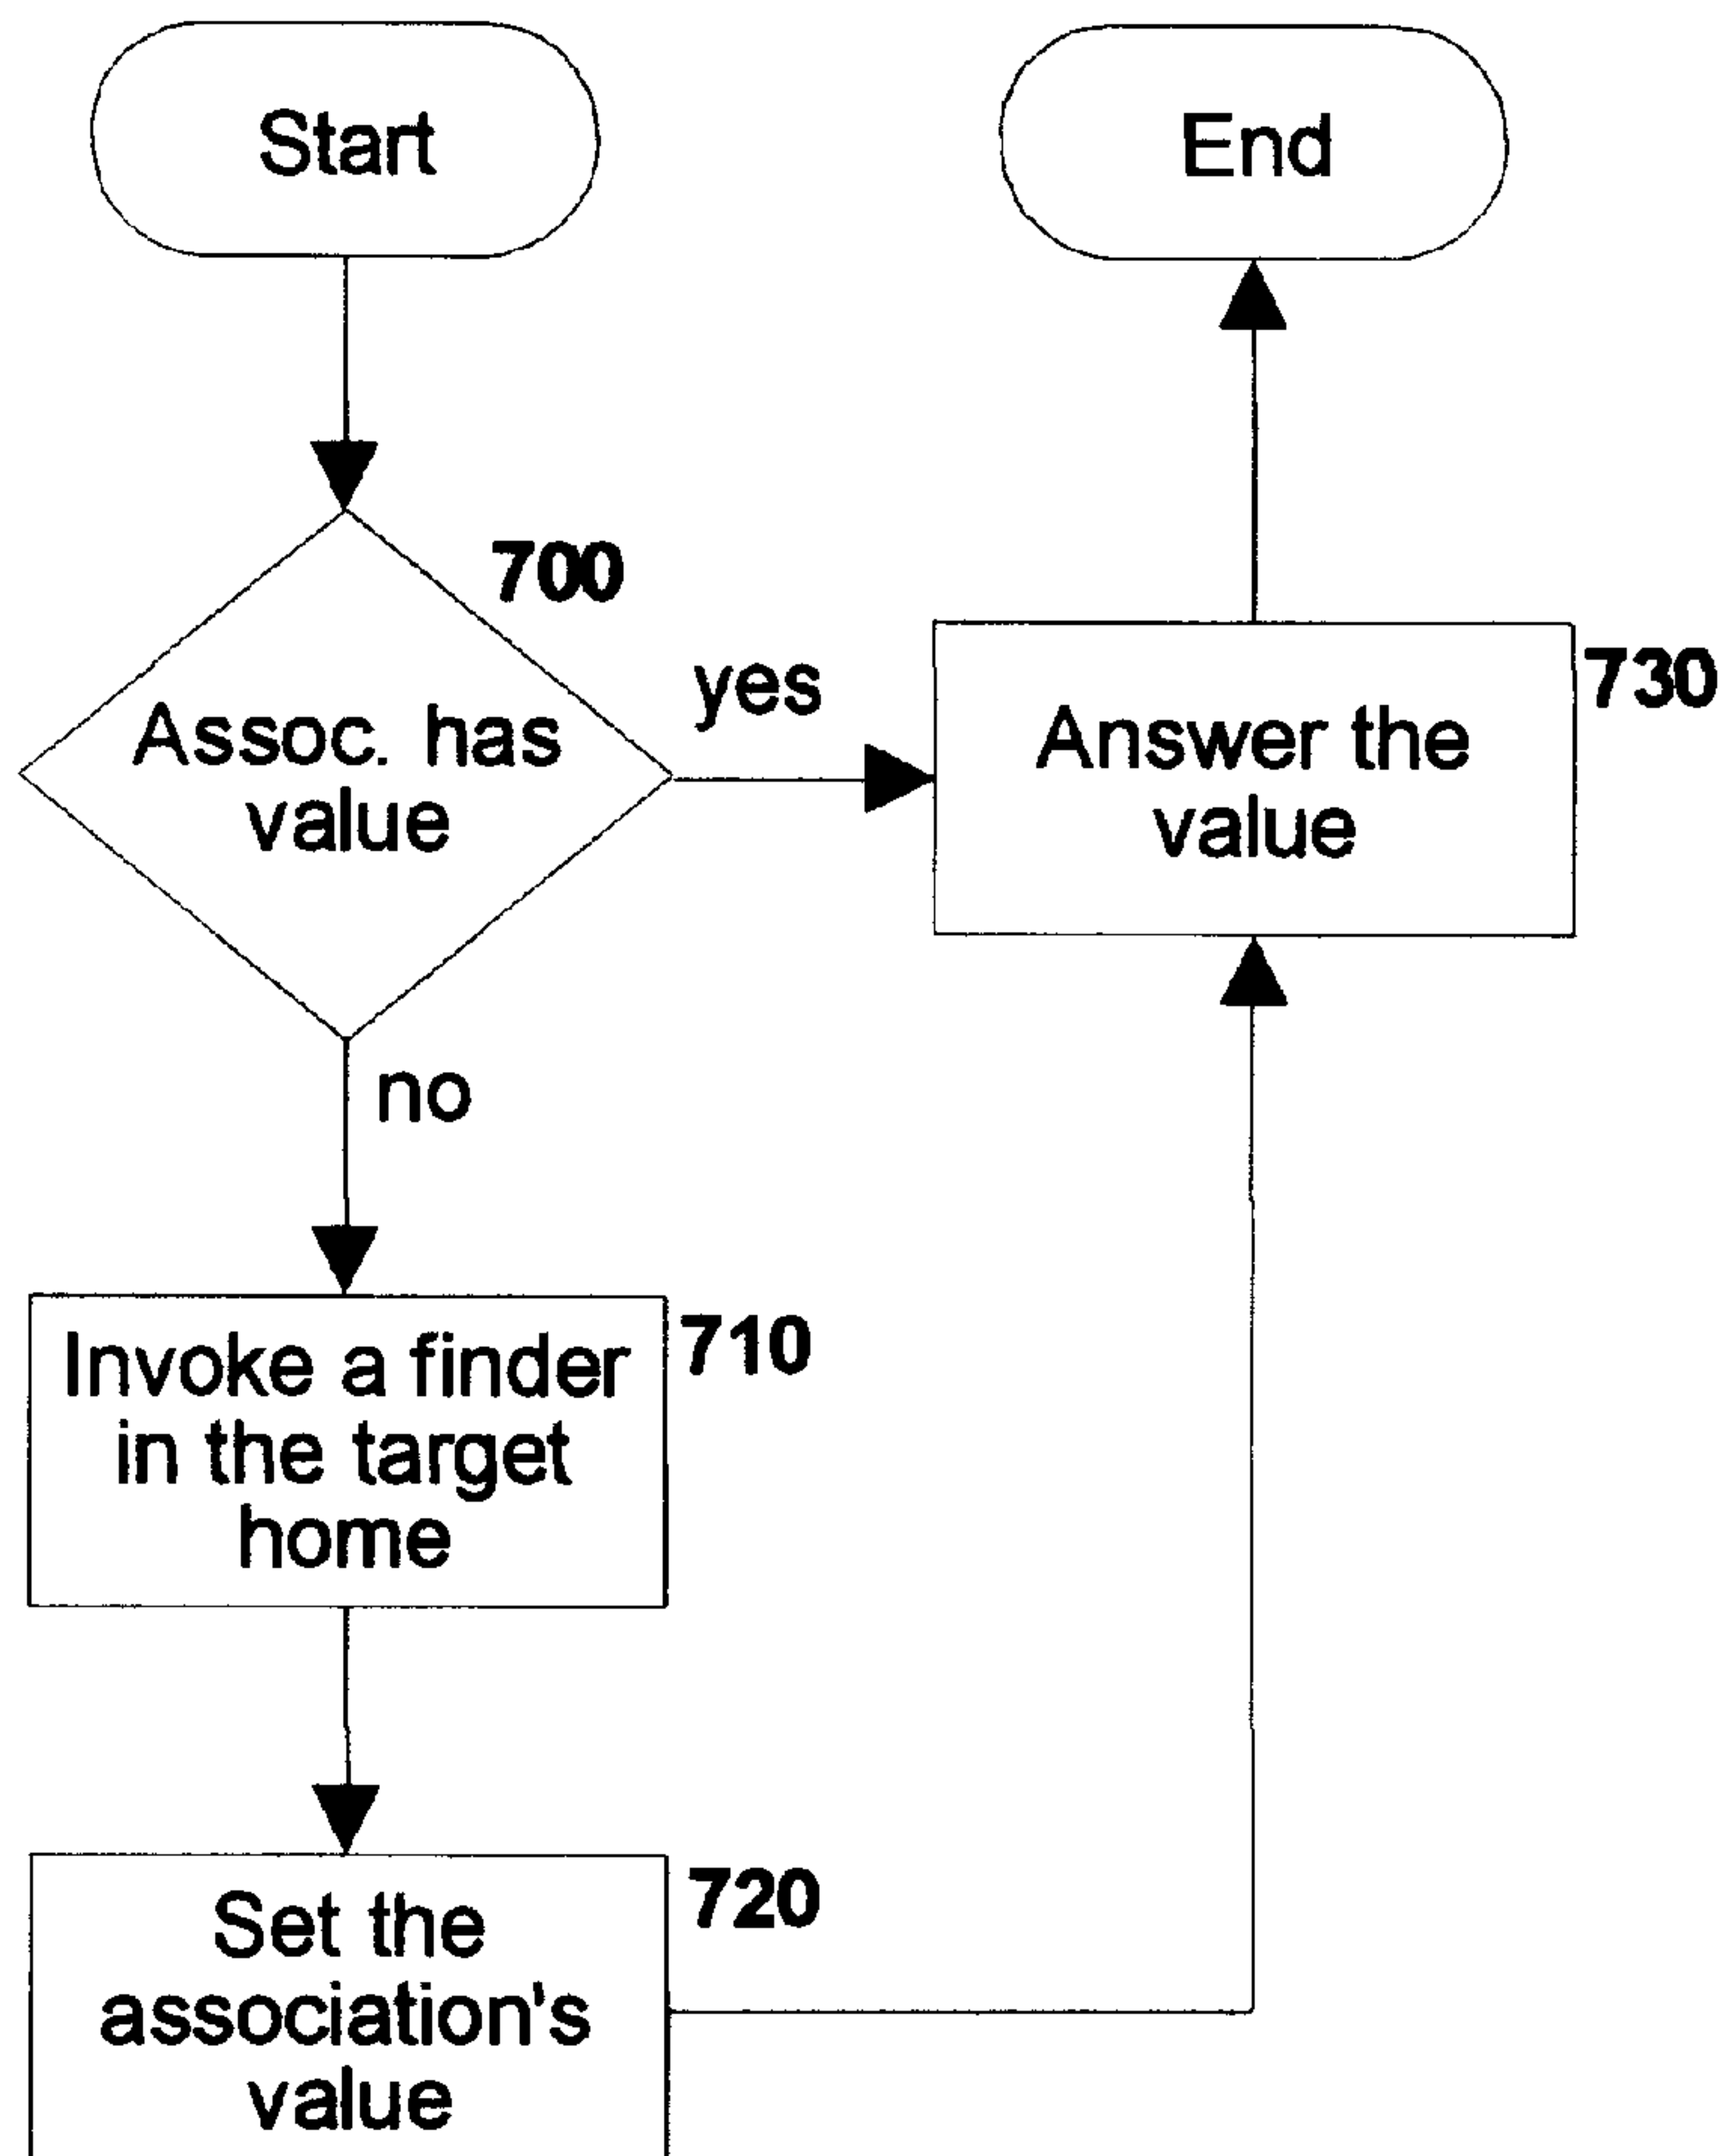 Start
End
700
Assoc. has
value
yes
730
Answer the
value
no
710
Invoke a finder
in the target
home
720
Set the
association's
value